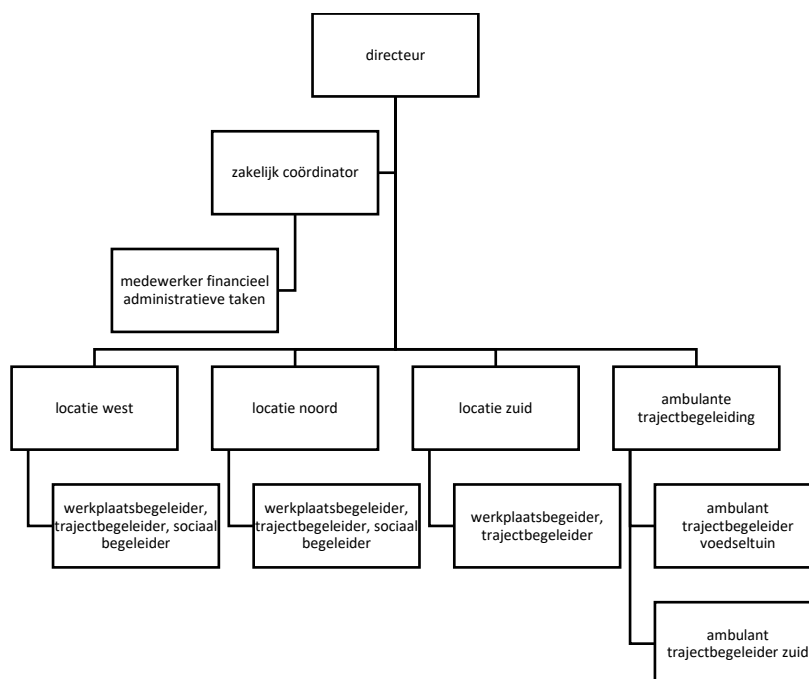 directeur
zakelijk coördinator
medewerker financieel
administratieve taken
locatie west
locatie noord
locatie zuid
ambulante
trajectbegeleiding
werkplaatsbegeleider,
trajectbegeleider, sociaal
begeleider
werkplaatsbegeleider,
trajectbegeleider, sociaal
begeleider
werkplaatsbegeider,
trajectbegeleider
ambulant
trajectbegeleider
voedseltuin
ambulant
trajectbegeleider zuid